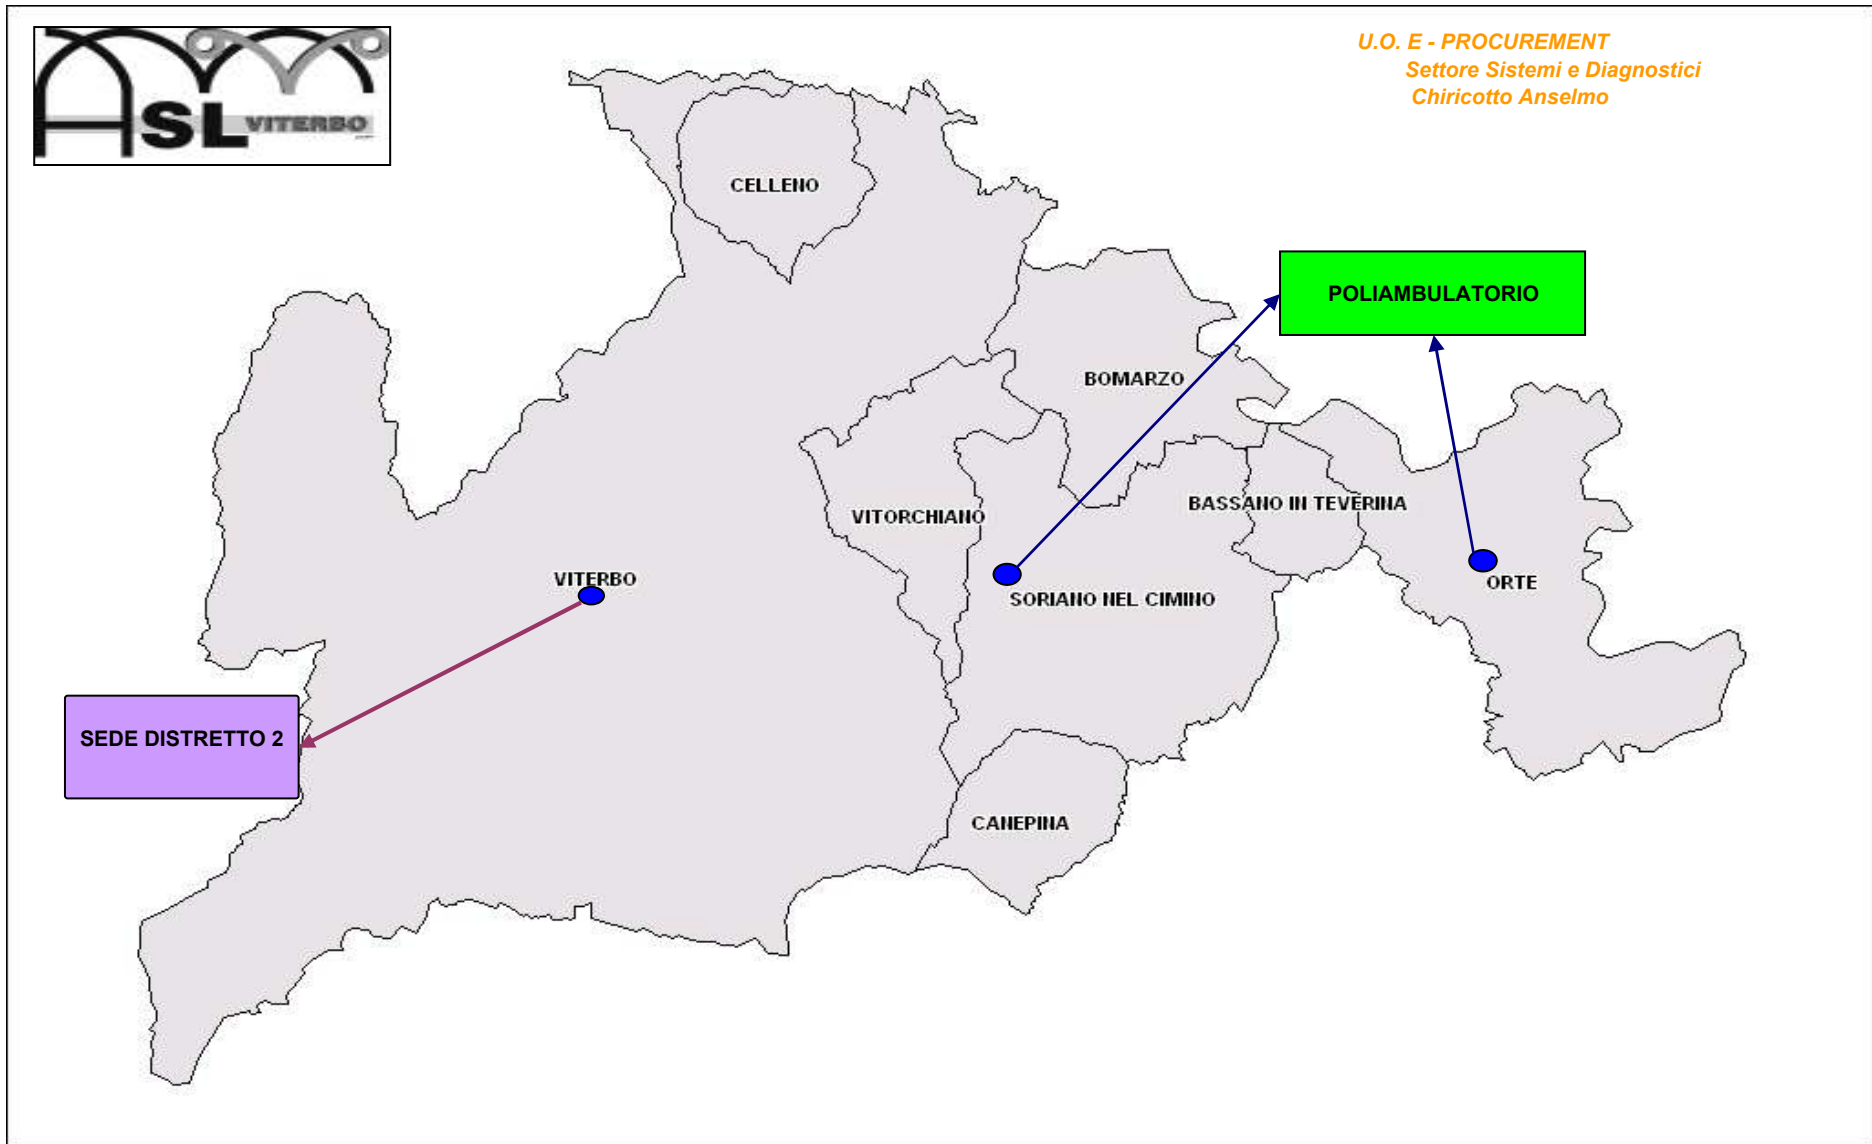 ASL VITERBO
U.O. E - PROCUREMENT
Settore Sistemi e Diagnostici
Chiricotto Anselmo
CELLENO
POLIAMBULATORIO
BOMARZO
BASSANO IN TEVERINA
VITORCHIANO
VITERBO
ORTE
SORIANO NEL CIMINO
SEDE DISTRETTO 2
CANEPINA